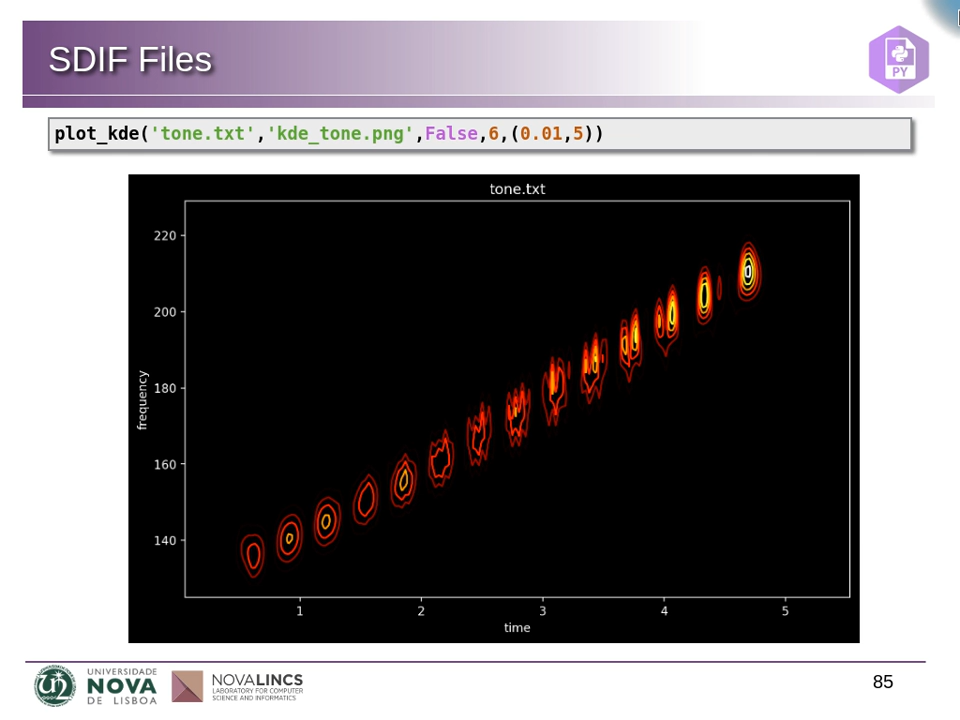 SDIF Files
PY
plot_kde('tone.txt','kde_tone.png',False,6,(0.01,5))
tone.txt
220
200
180
160
140
frequency
1 2 3 4 5
time
UNIVERSIDADE
NOVA
DE LISBOA
NOVALINCS
LABORATORY FOR COMPUTER
SCIENCE AND INFORMATICS
85